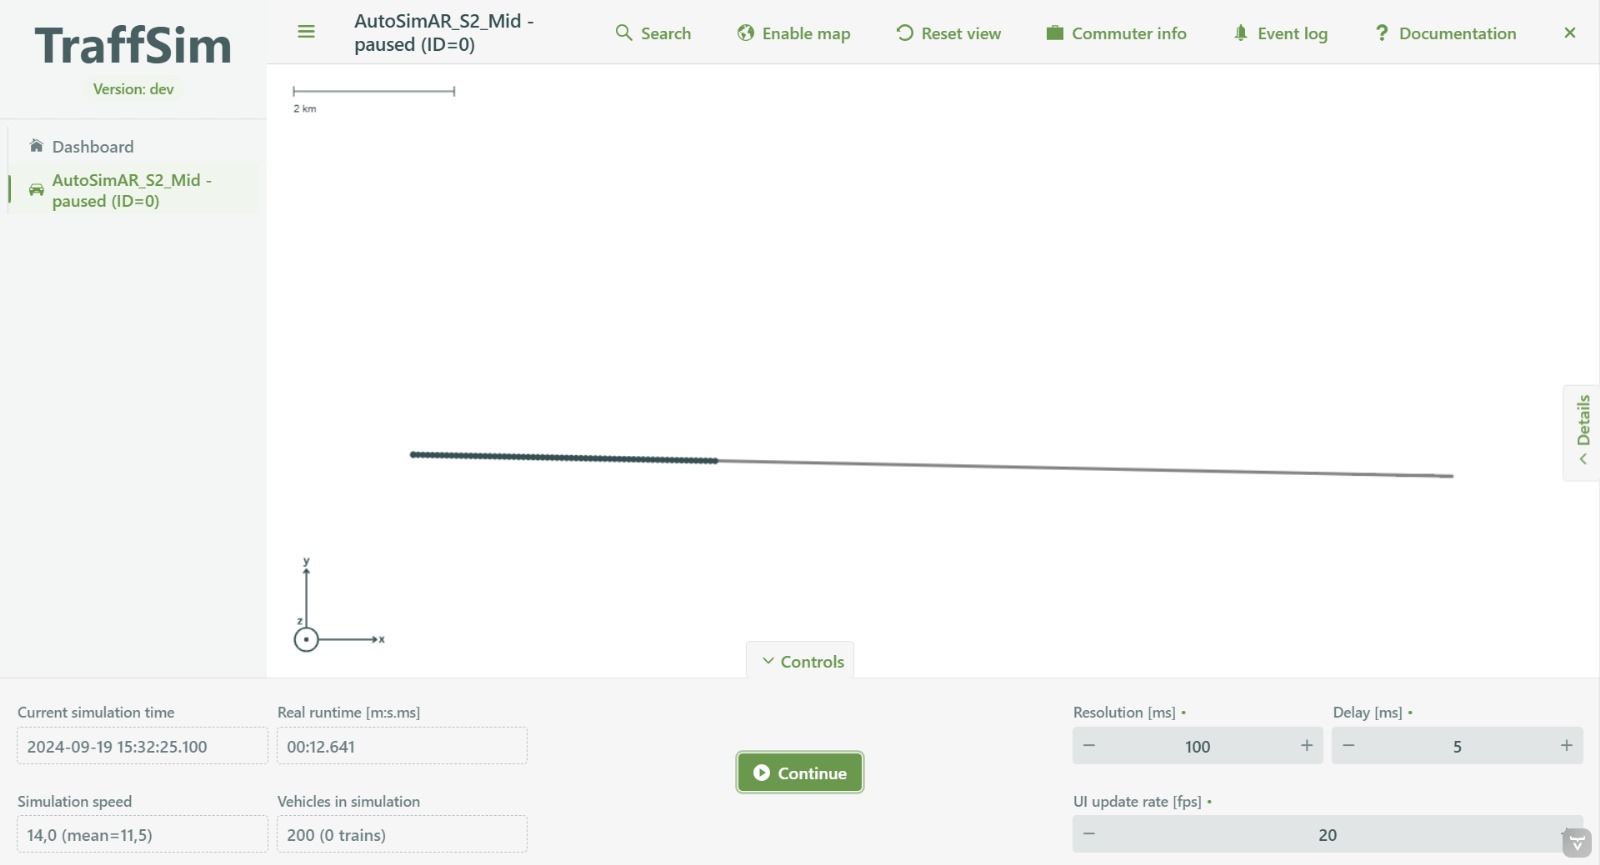 TraffSim
Version: dev
Dashboard
AutoSimAR_S2_Mid -
paused (ID=0)
AutoSimAR_S2_Mid -
paused (ID=0)
Search
Enable map
Reset view
Commuter info
Event log
? Documentation
2 km
Details
y
z
x
Controls
Current simulation time
2024-09-19 15:32:25.100
Real runtime [m:s.ms]
00:12.641
Simulation speed
14,0 (mean=11,5)
Vehicles in simulation
200 (0 trains)
Continue
Resolution [ms] •
− 100 +
Delay [ms] •
− 5 +
UI update rate [fps] •
− 20